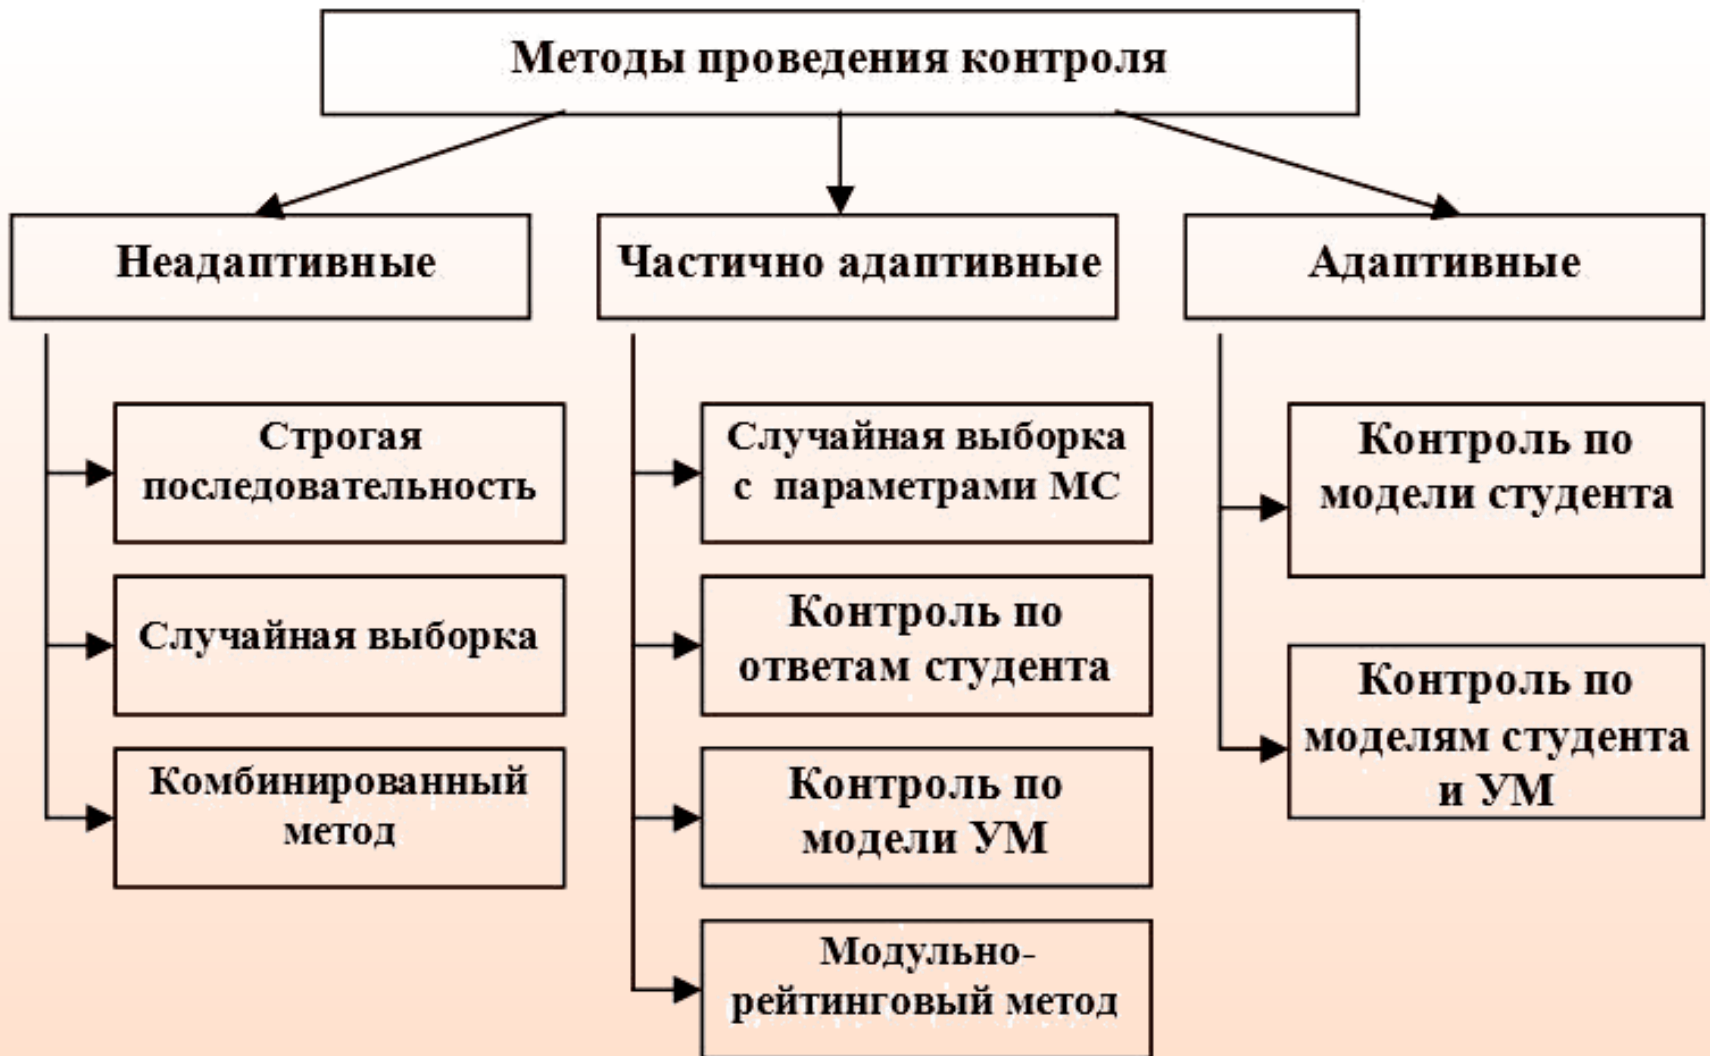 Методы проведения контроля
Неадаптивные
Строгая
последовательность
Случайная выборка
Комбинированный
метод
Частично адаптивные
Случайная выборка
с параметрами МС
Контроль по
ответам студента
Контроль по
модели УМ
Модульно-
рейтинговый метод
Адаптивные
Контроль по
модели студента
Контроль по
моделям студента
и УМ